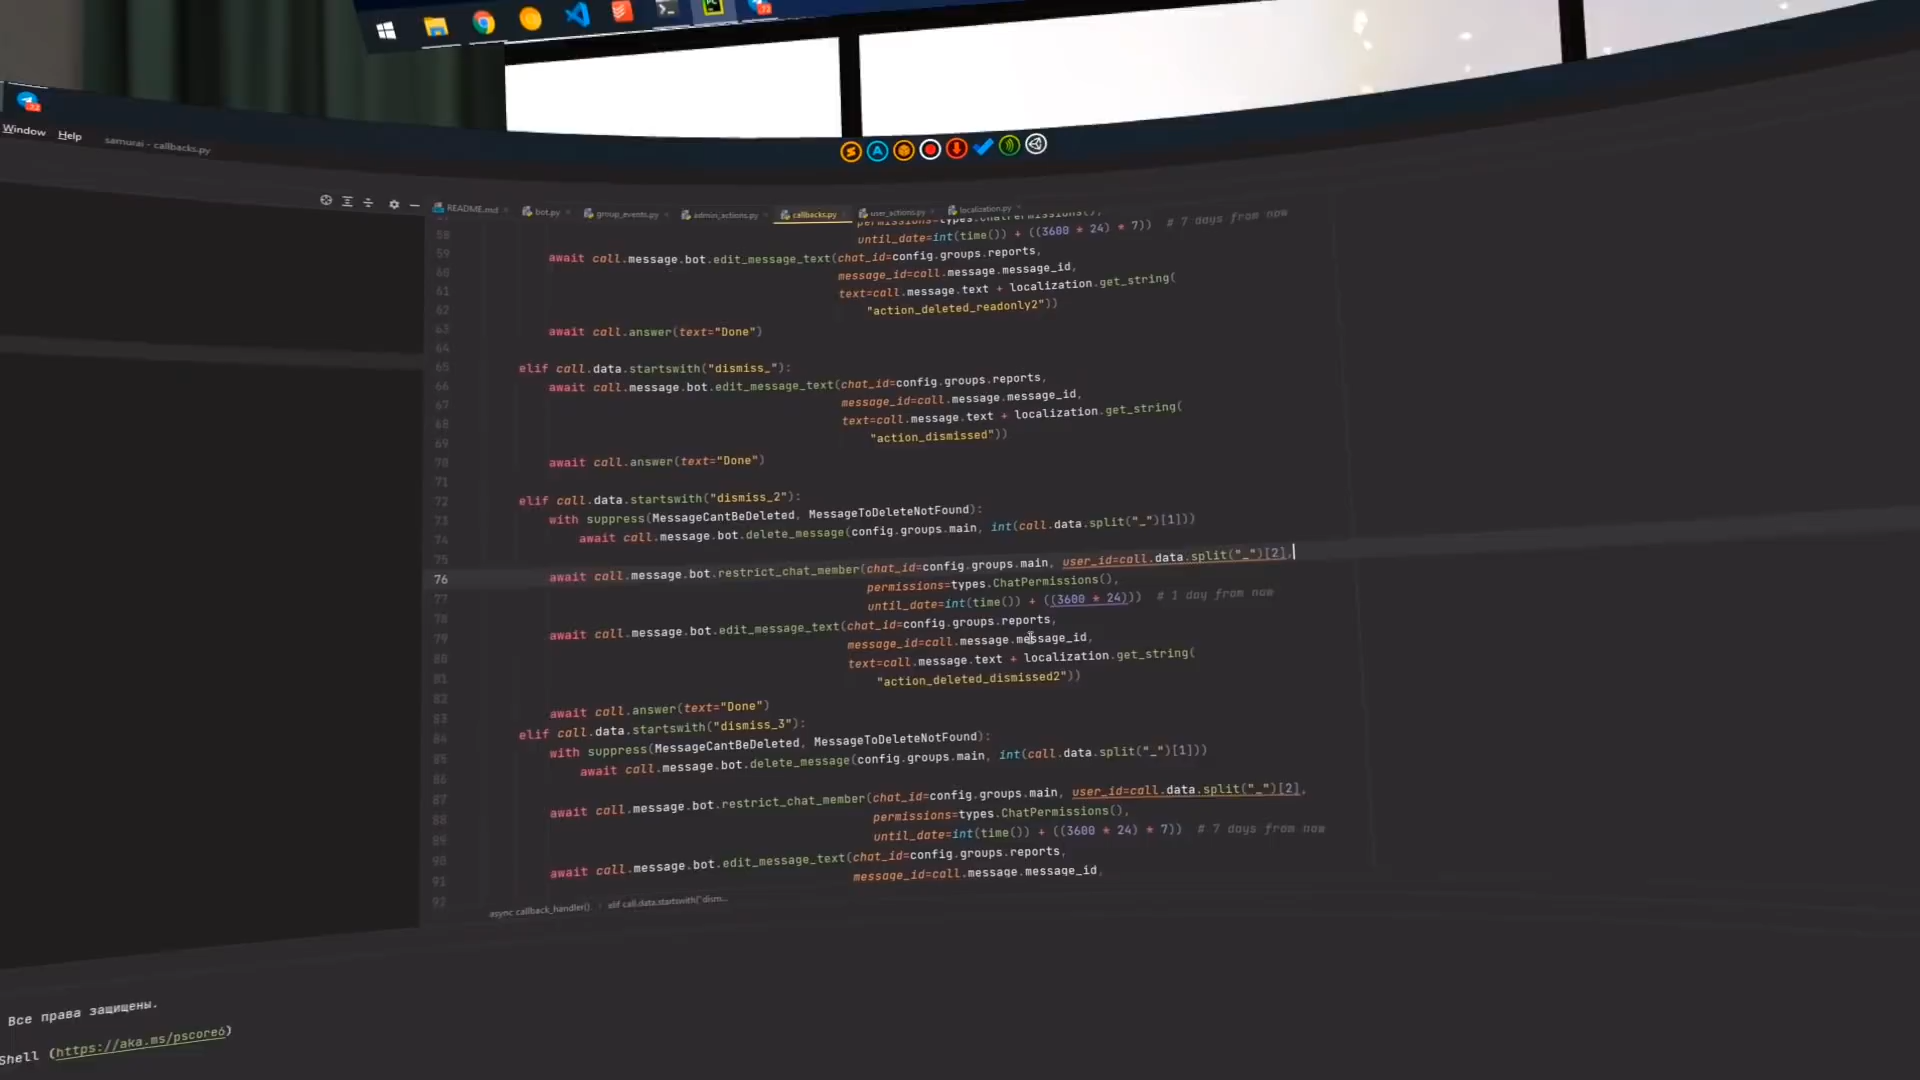 Window Help samurai - callbacks.py
README.md bot.py group_events.py admin_actions.py callbacks.py user_actions.py localization.py
permissions=types.ChatPermissions(),
58 until_date=int(time()) + ((3600 * 24) * 7)) # 7 days from now
59 await call.message.bot.edit_message_text(chat_id=config.groups.reports,
60 message_id=call.message.message_id,
61 text=call.message.text + localization.get_string(
62 "action_deleted_readonly2"))
63 await call.answer(text="Done")
64
65 elif call.data.startswith("dismiss_"):
66 await call.message.bot.edit_message_text(chat_id=config.groups.reports,
67 message_id=call.message.message_id,
68 text=call.message.text + localization.get_string(
69 "action_dismissed"))
70 await call.answer(text="Done")
71
72 elif call.data.startswith("dismiss_2"):
73 with suppress(MessageCantBeDeleted, MessageToDeleteNotFound):
74 await call.message.bot.delete_message(config.groups.main, int(call.data.split("_")[1]))
75
76 await call.message.bot.restrict_chat_member(chat_id=config.groups.main, user_id=call.data.split("_")[2],
77 permissions=types.ChatPermissions(),
78 until_date=int(time()) + ((3600 * 24))) # 1 day from now
79 await call.message.bot.edit_message_text(chat_id=config.groups.reports,
80 message_id=call.message.message_id,
81 text=call.message.text + localization.get_string(
82 "action_deleted_dismissed2"))
83 await call.answer(text="Done")
84 elif call.data.startswith("dismiss_3"):
85 with suppress(MessageCantBeDeleted, MessageToDeleteNotFound):
86 await call.message.bot.delete_message(config.groups.main, int(call.data.split("_")[1]))
87
88 await call.message.bot.restrict_chat_member(chat_id=config.groups.main, user_id=call.data.split("_")[2],
89 permissions=types.ChatPermissions(),
90 until_date=int(time()) + ((3600 * 24) * 7)) # 7 days from now
91 await call.message.bot.edit_message_text(chat_id=config.groups.reports,
92 message_id=call.message.message_id,
async callback_handler() elif call.data.startswith("dism...
Все права защищены.
Shell (https://aka.ms/pscore6)